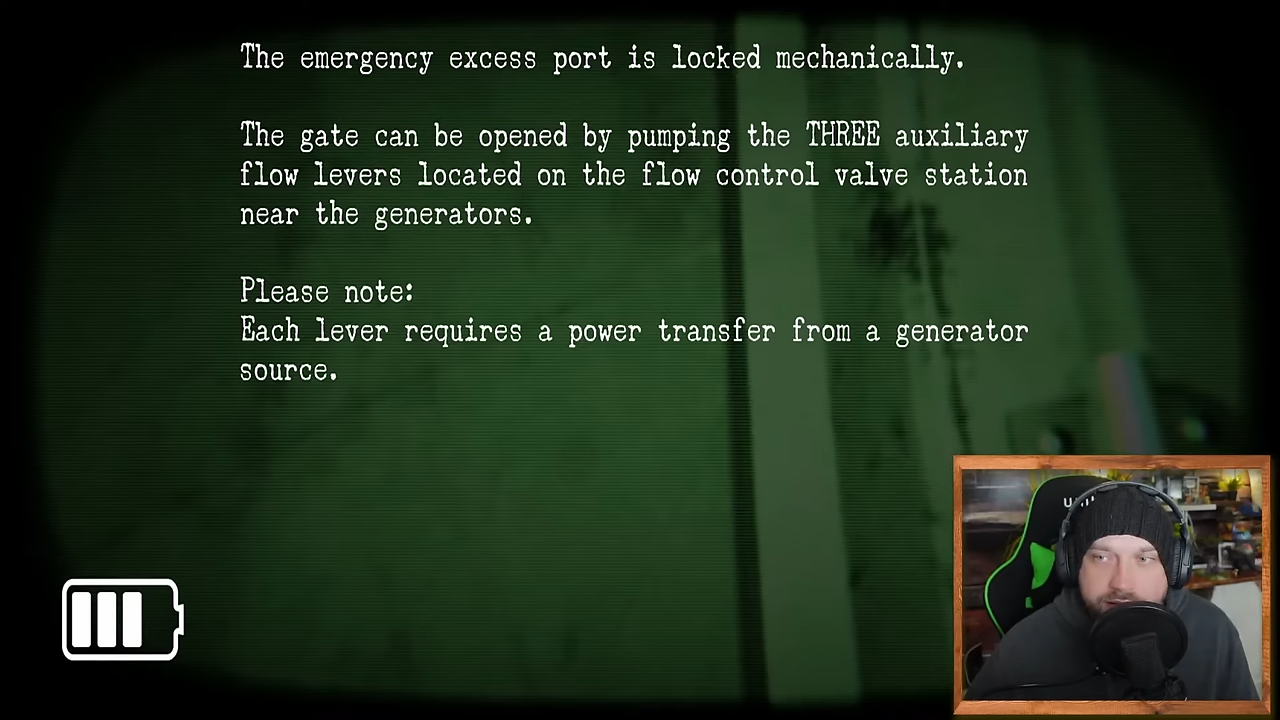 The emergency excess port is locked mechanically.
The gate can be opened by pumping the THREE auxiliary
flow levers located on the flow control valve station
near the generators.
Please note:
Each lever requires a power transfer from a generator
source.